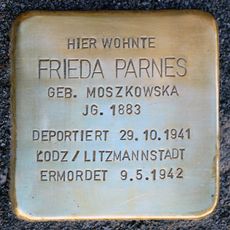 HIER WOHNTE
FRIEDA PARNES
GEB. MOSZKOWSKA
JG. 1883
DEPORTIERT 29.10.1941
ŁODZ / LITZMANNSTADT
ERMORDET 9.5.1942